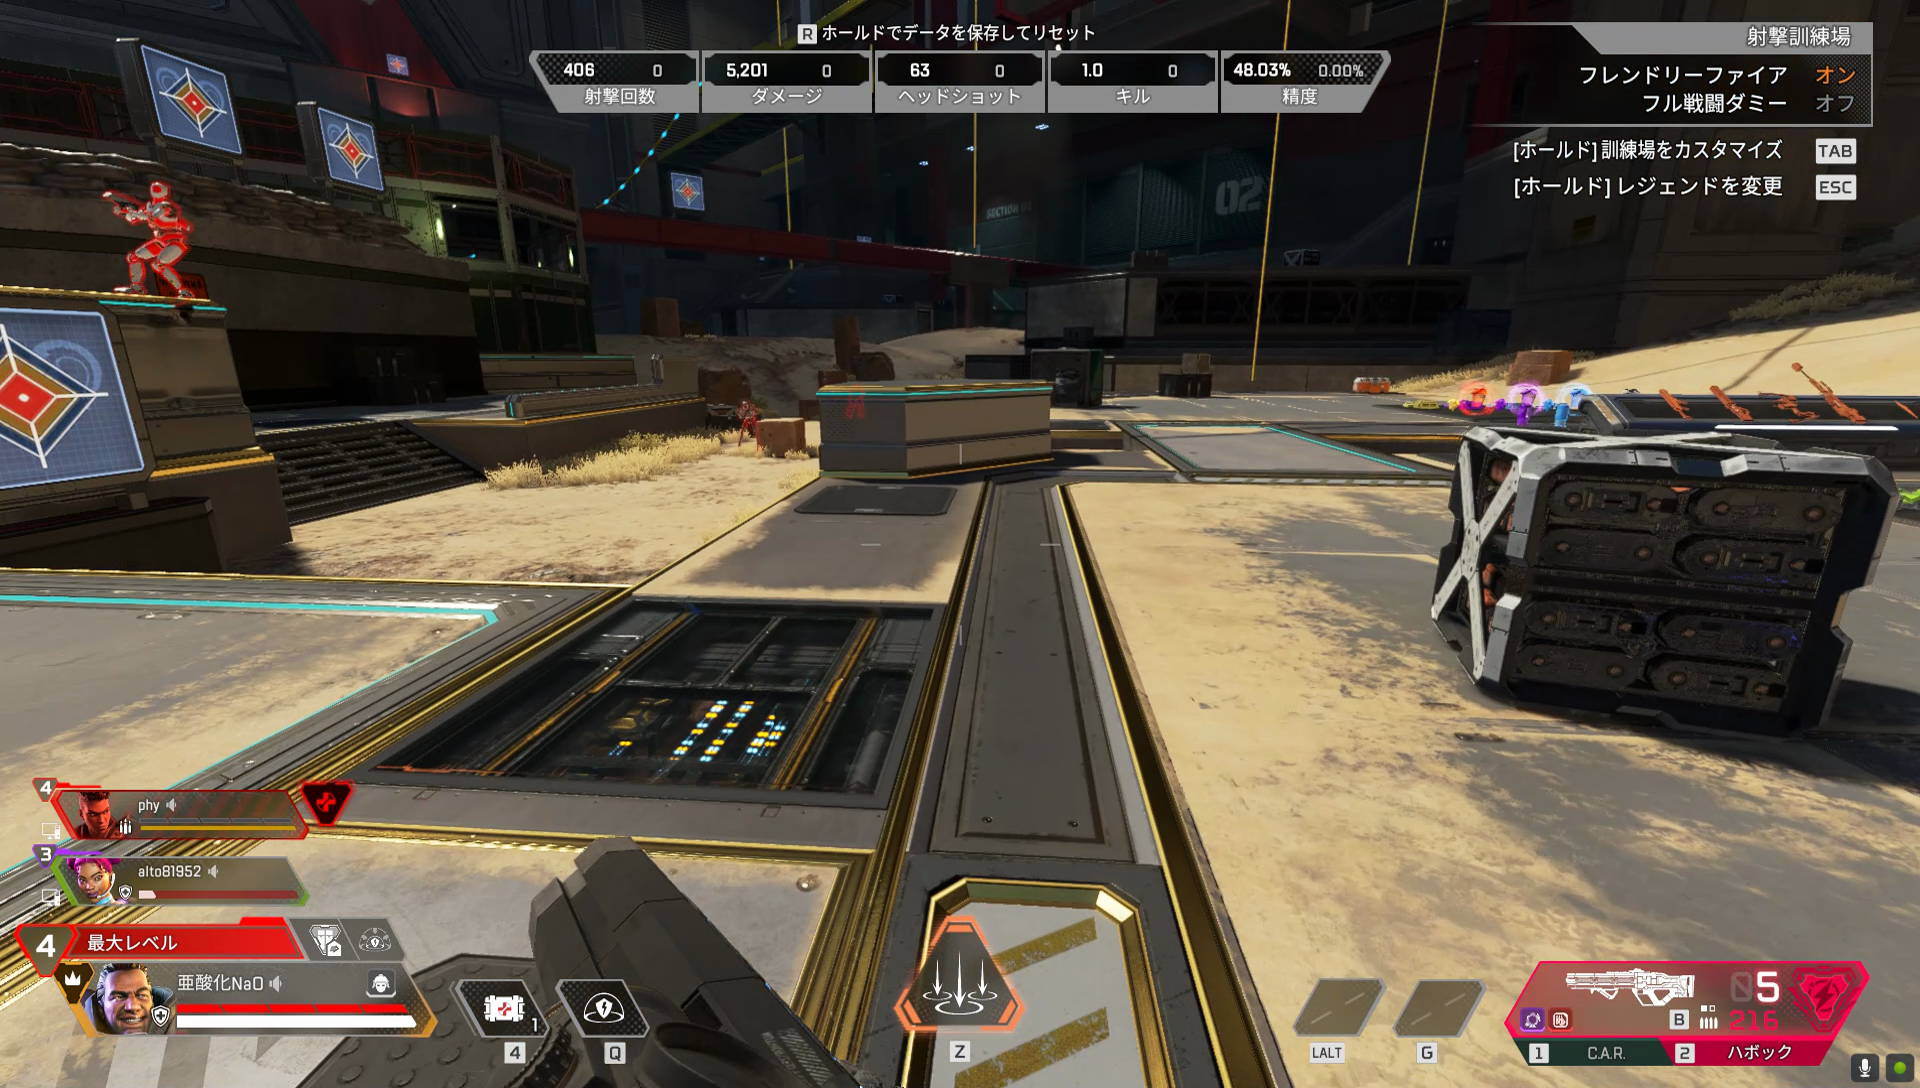 R ホールドでデータを保存してリセット
406 0
射撃回数
5,201 0
ダメージ
63 0
ヘッドショット
1.0 0
キル
48.03% 0.00%
精度
射撃訓練場
フレンドリーファイア オン
フル戦闘ダミー オフ
[ホールド]訓練場をカスタマイズ TAB
[ホールド]レジェンドを変更 ESC
SECTION
02
4
phy
3
alto81952
4 最大レベル
亜酸化NaO
1
4
Q
Z
LALT
G
05
B 216
1 C.A.R. 2 ハボック